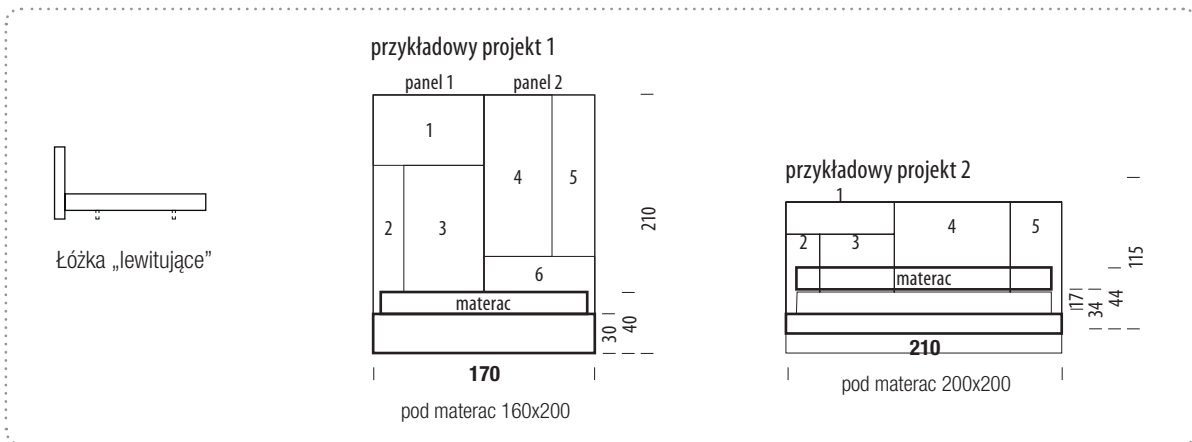 Łóżka „lewitujące”
przykładowy projekt 1
panel 1 panel 2
1
4 5
2 3
6
materac
30
40
210
170
pod materac 160x200
przykładowy projekt 2
1
4 5
2 3
materac
17
34
44
115
210
pod materac 200x200